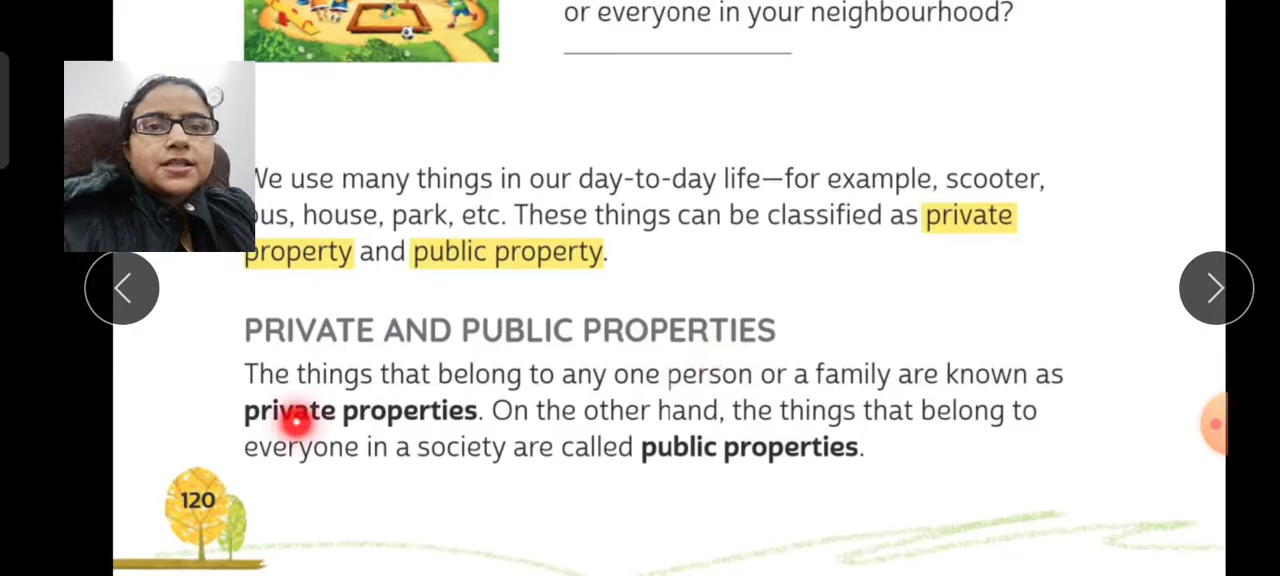 or everyone in your neighbourhood?
We use many things in our day-to-day life—for example, scooter,
bus, house, park, etc. These things can be classified as private
property and public property.
PRIVATE AND PUBLIC PROPERTIES
The things that belong to any one person or a family are known as
private properties. On the other hand, the things that belong to
everyone in a society are called public properties.
120